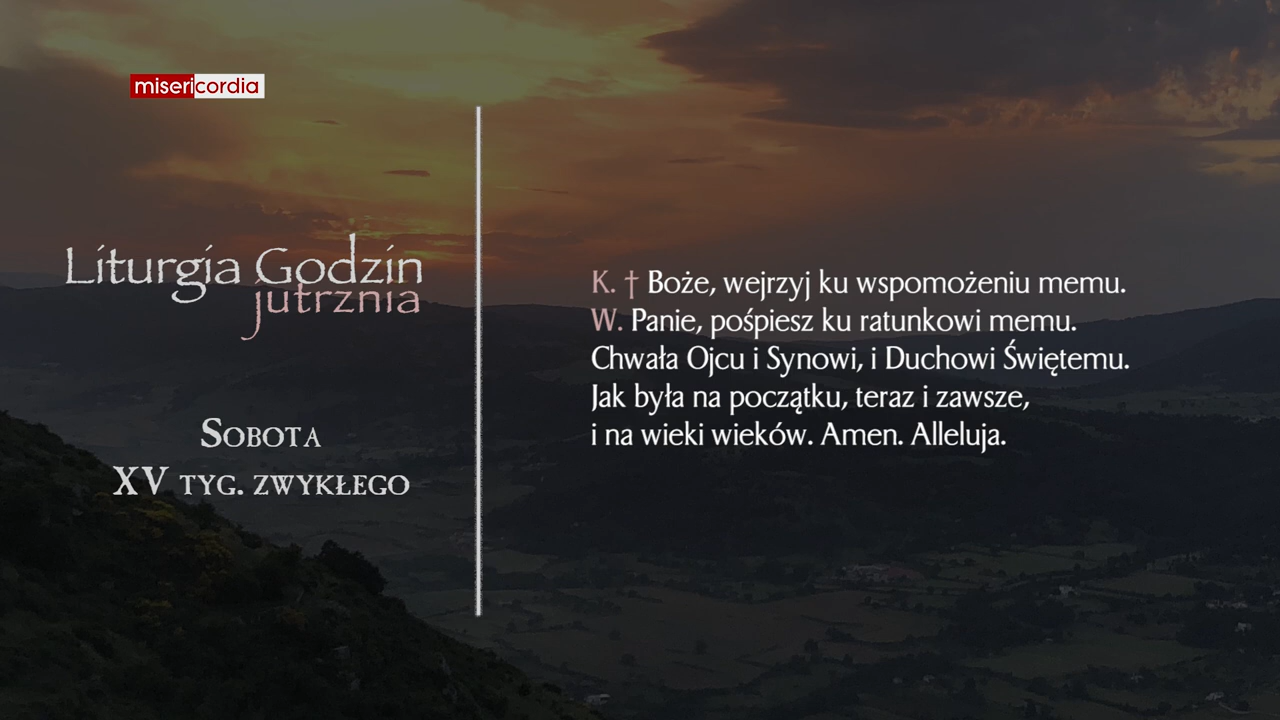 misericordia
Liturgia Godzin
jutrznia
Sobota
XV tyg. zwykłego
K. † Boże, wejrzyj ku wspomożeniu memu.
W. Panie, pośpiesz ku ratunkowi memu.
Chwała Ojcu i Synowi, i Duchowi Świętemu.
Jak była na początku, teraz i zawsze,
i na wieki wieków. Amen. Alleluja.